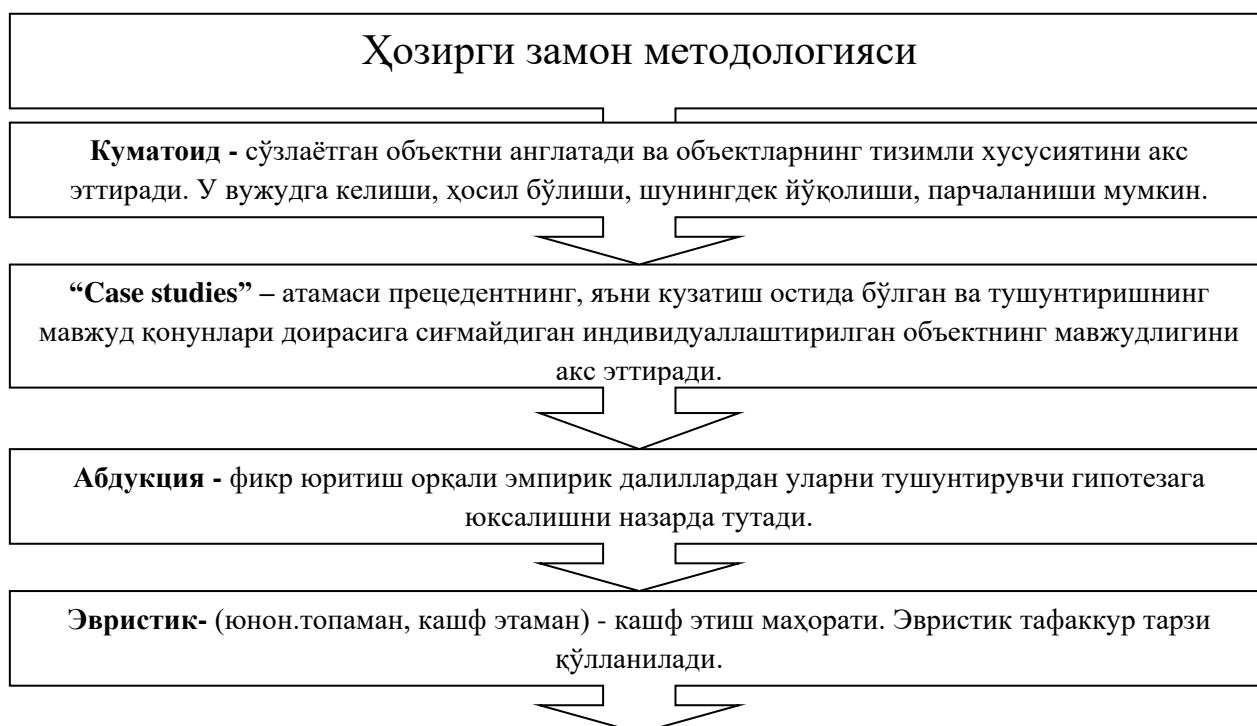 Ҳозирги замон методологияси
Куматоид - сўзлаётган объектни англатади ва объектларнинг тизимли хусусиятини акс
эттиради. У вужудга келиши, ҳосил бўлиши, шунингдек йўқолиши, парчаланиши мумкин.
“Case studies” – атамаси прецедентнинг, яъни кузатиш остида бўлган ва тушунтиришнинг
мавжуд қонунлари доирасига сиғмайдиган индивидуаллаштирилган объектнинг мавжудлигини
акс эттиради.
Абдукция - фикр юритиш орқали эмпирик далиллардан уларни тушунтирувчи гипотезага
юксалишни назарда тутади.
Эвристик- (юнон.топаман, кашф этаман) - кашф этиш маҳорати. Эвристик тафаккур тарзи
қўлланилади.